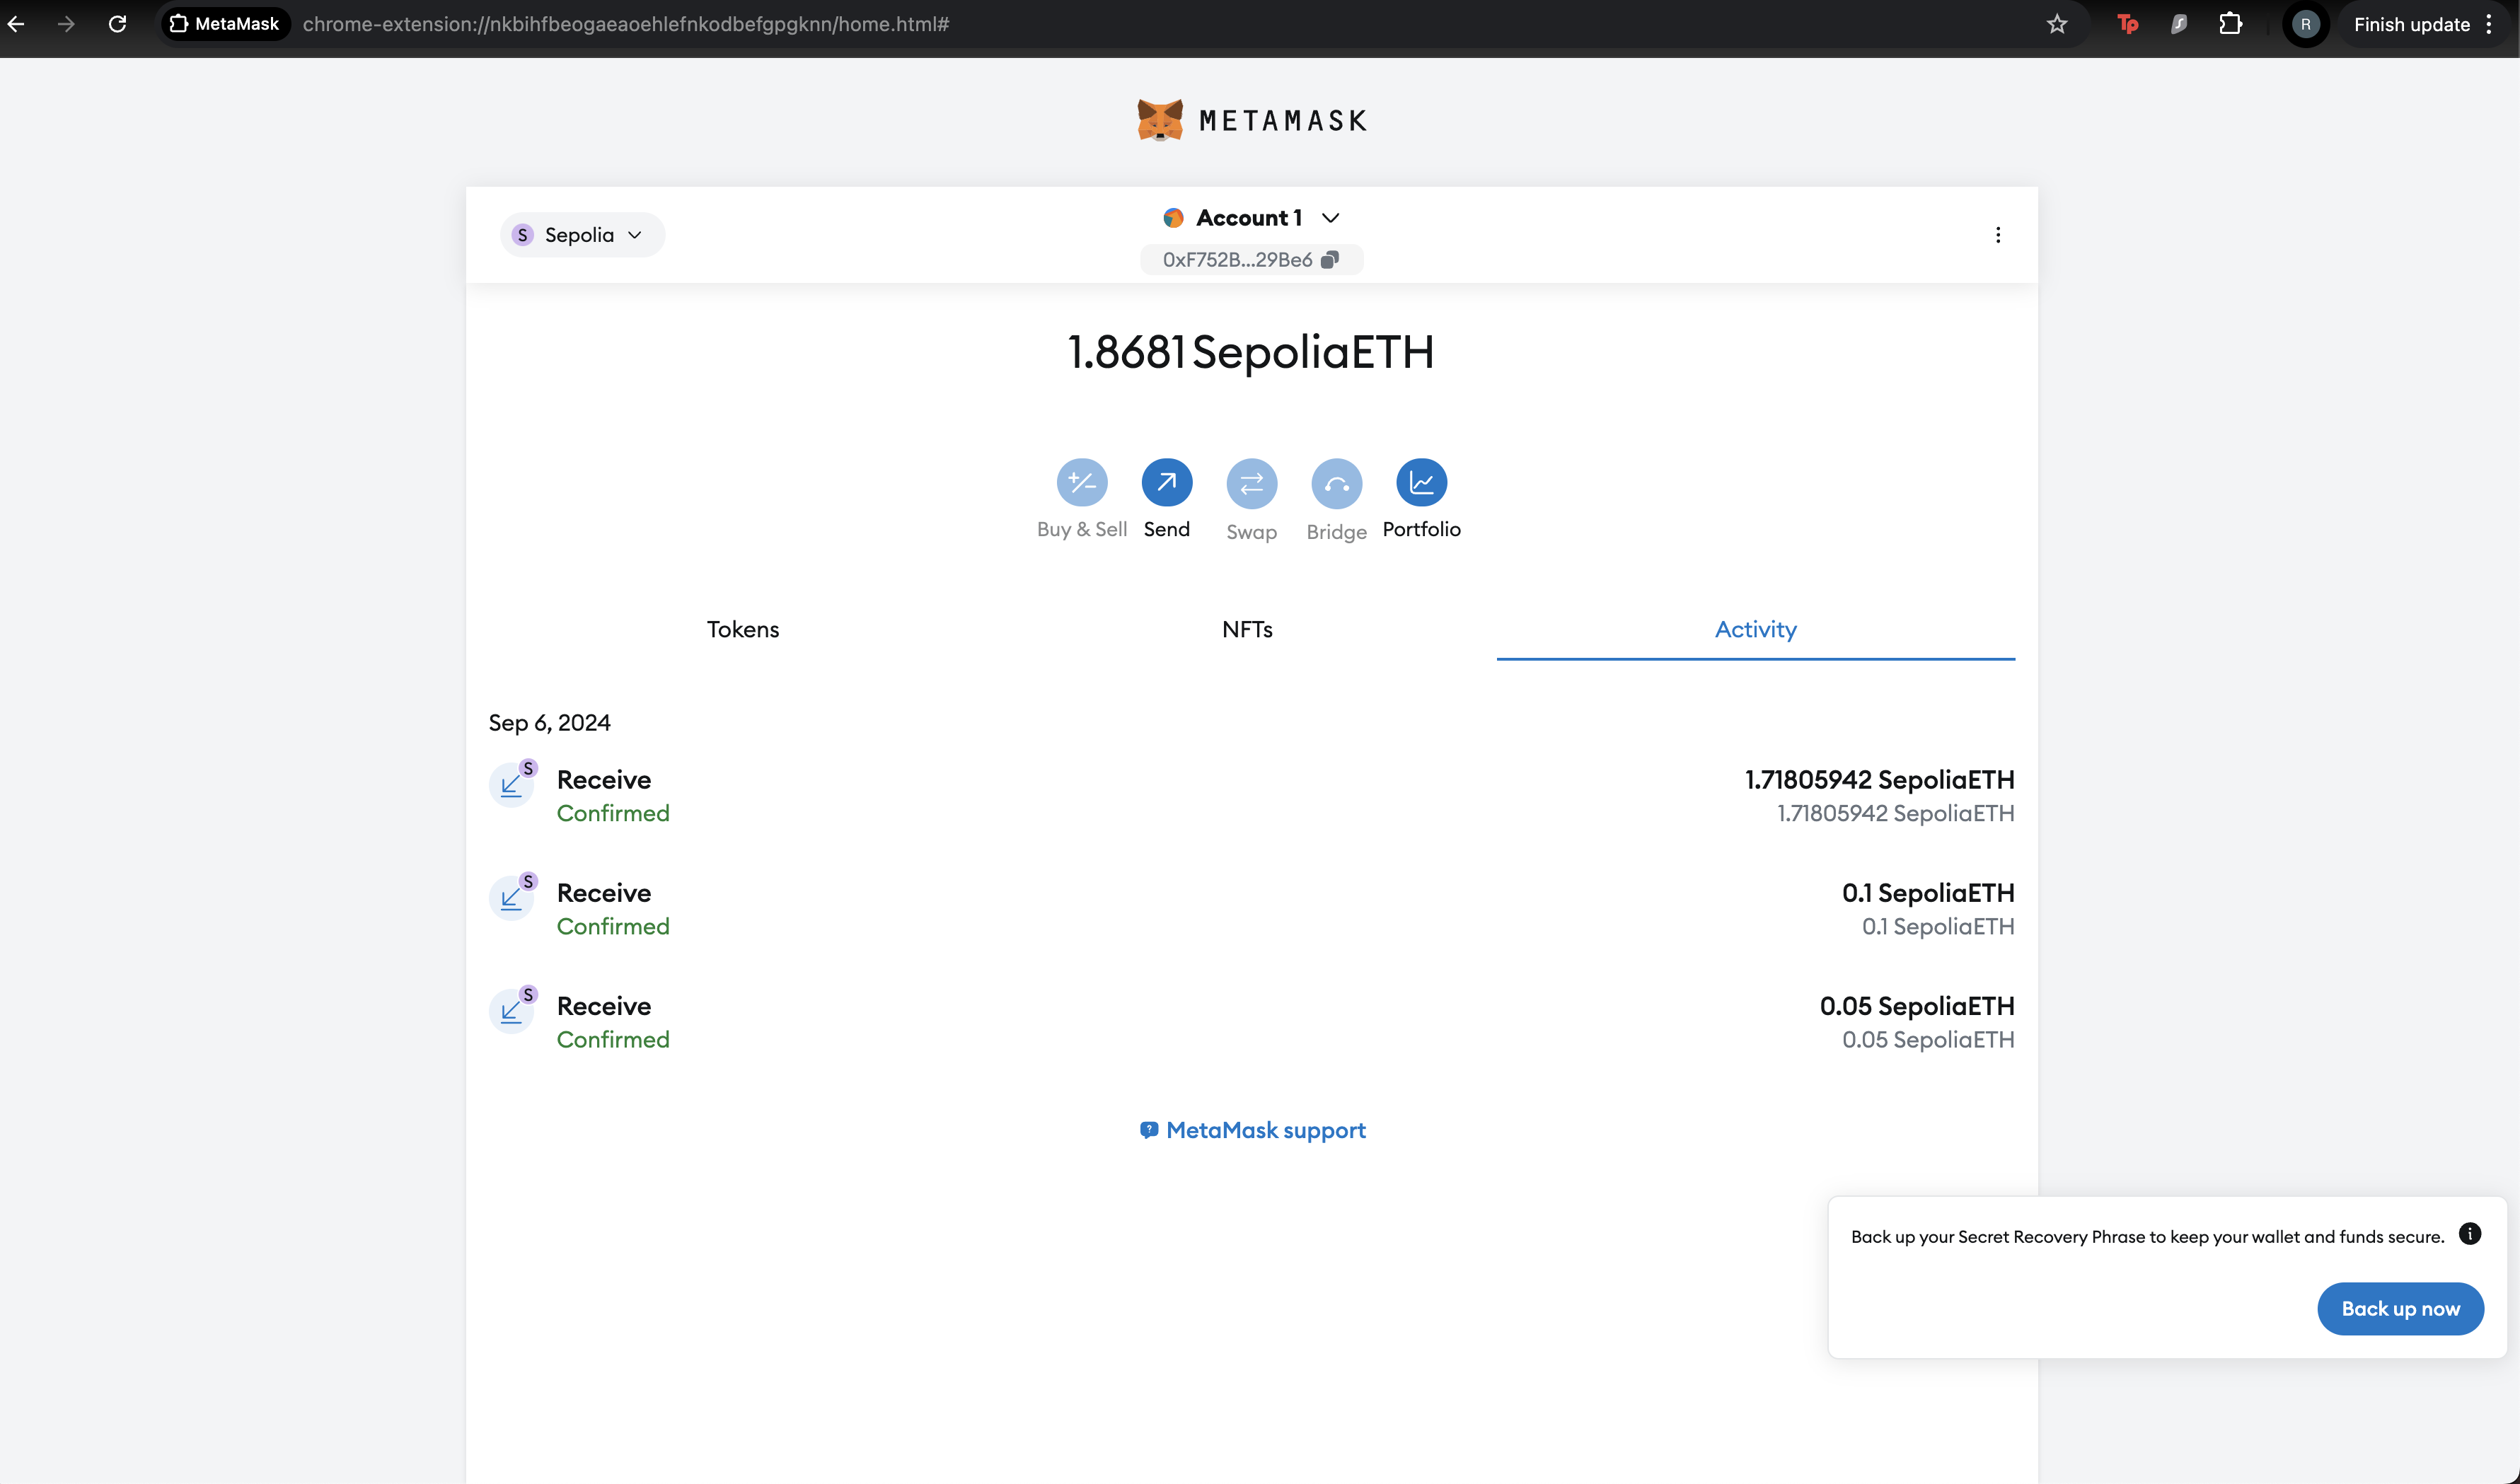 MetaMask chrome-extension://nkbihfbeogaeaoehlefnkodbefgpgknn/home.html# Tp R Finish update
METAMASK
S Sepolia
Account 1
0xF752B...29Be6
1.8681 SepoliaETH
Buy & Sell Send Swap Bridge Portfolio
Tokens NFTs Activity
Sep 6, 2024
S
Receive 1.71805942 SepoliaETH
Confirmed 1.71805942 SepoliaETH
S
Receive 0.1 SepoliaETH
Confirmed 0.1 SepoliaETH
S
Receive 0.05 SepoliaETH
Confirmed 0.05 SepoliaETH
MetaMask support
Back up your Secret Recovery Phrase to keep your wallet and funds secure.
Back up now